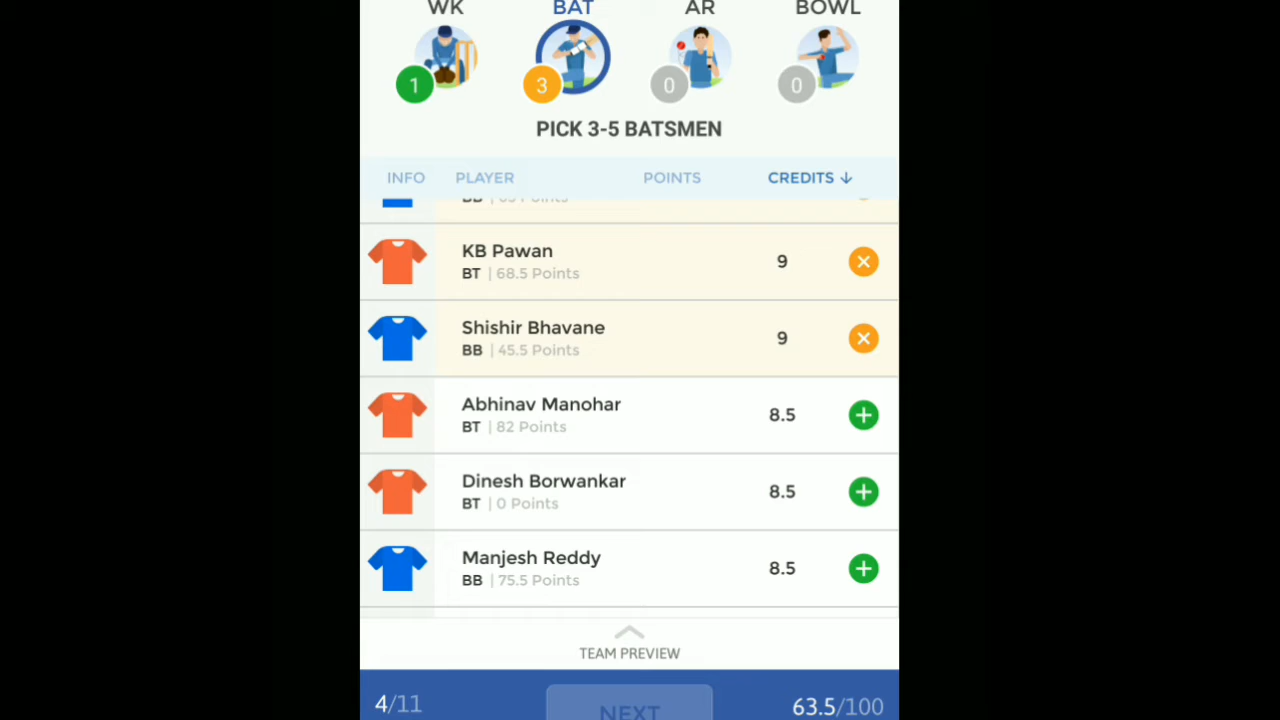 WK BAT AR BOWL
1 3 0 0
PICK 3-5 BATSMEN
INFO PLAYER POINTS CREDITS ↓
KB Pawan 9
BT | 68.5 Points
Shishir Bhavane 9
BB | 45.5 Points
Abhinav Manohar 8.5
BT | 82 Points
Dinesh Borwankar 8.5
BT | 0 Points
Manjesh Reddy 8.5
BB | 75.5 Points
TEAM PREVIEW
4/11 NEXT 63.5/100